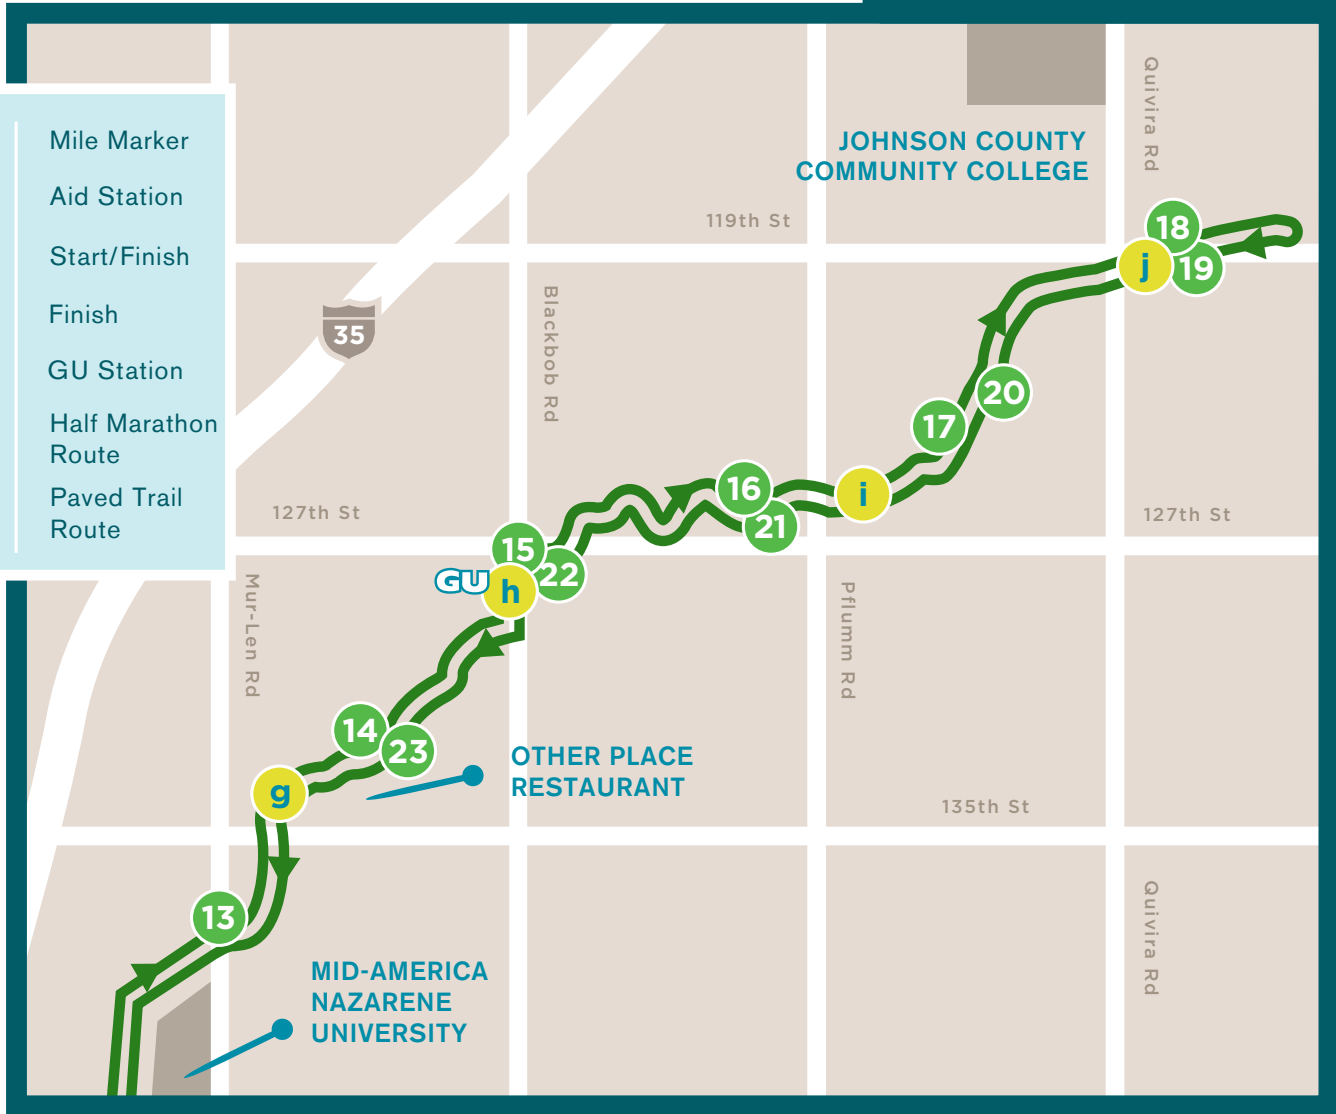 Mile Marker
Aid Station
Start/Finish
Finish
GU Station
Half Marathon
Route
Paved Trail
Route
JOHNSON COUNTY
COMMUNITY COLLEGE
Quivira Rd
119th St
18
j
19
35
Blackbob Rd
20
17
16
i
21
127th St
127th St
15
22
GU
h
Mur-Len Rd
Pflumm Rd
14
23
OTHER PLACE
RESTAURANT
g
135th St
13
Quivira Rd
MID-AMERICA
NAZARENE
UNIVERSITY